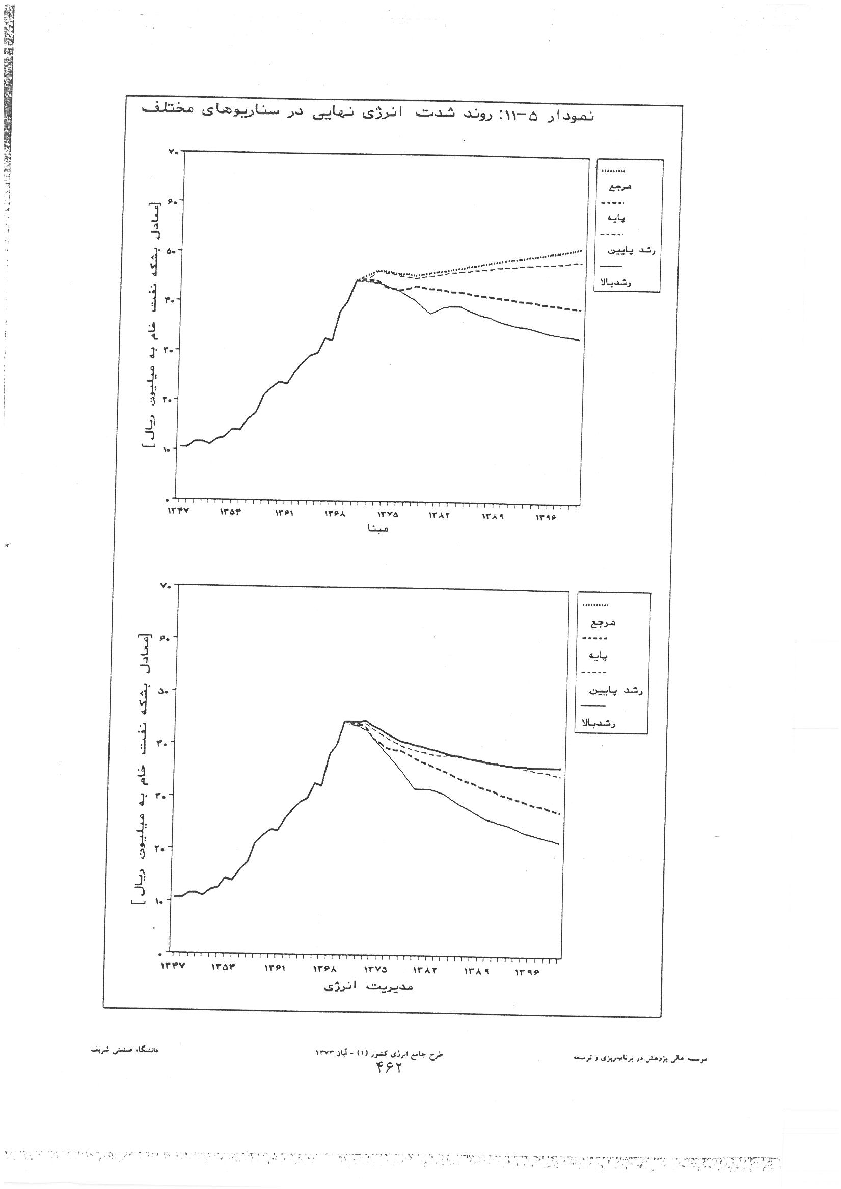 نمودار ۵-۱۱: روند شدت انرژی نهایی در سناریوهای مختلف
[معادل بشکه نفت خام به میلیون ریال]
۷۰
۶۰
۵۰
۴۰
۳۰
۲۰
۱۰
۰
۱۳۴۷ ۱۳۵۴ ۱۳۶۱ ۱۳۶۸ ۱۳۷۵ ۱۳۸۲ ۱۳۸۹ ۱۳۹۶
مبنا
مرجع
پایه
رشد پایین
رشدبالا
[معادل بشکه نفت خام به میلیون ریال]
۷۰
۶۰
۵۰
۴۰
۳۰
۲۰
۱۰
۰
۱۳۴۷ ۱۳۵۴ ۱۳۶۱ ۱۳۶۸ ۱۳۷۵ ۱۳۸۲ ۱۳۸۹ ۱۳۹۶
مدیریت انرژی
مرجع
پایه
رشد پایین
رشدبالا
موسسه عالی پژوهش در برنامه‌ریزی و توسعه
طرح جامع انرژی کشور (۱) - آبان ۱۳۷۳
دانشگاه صنعتی شریف
۴۶۲